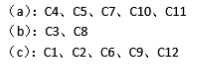 (a)：C4、C5、C7、C10、C11
(b)：C3、C8
(c)：C1、C2、C6、C9、C12